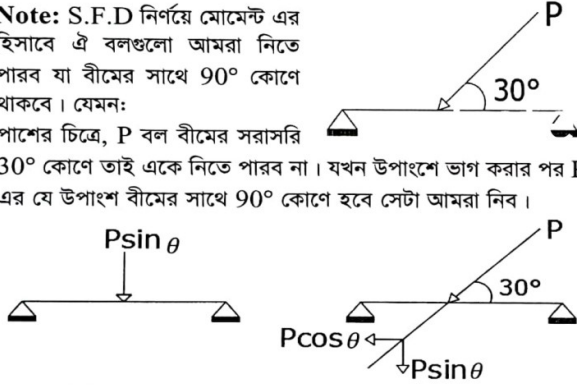 Note: S.F.D নির্ণয়ে মোমেন্ট এর
হিসাবে ঐ বলগুলো আমরা নিতে
পারব যা বীমের সাথে 90° কোণে
থাকবে। যেমনঃ
পাশের চিত্রে, P বল বীমের সরাসরি
30° কোণে তাই একে নিতে পারব না। যখন উপাংশে ভাগ করার পর
এর যে উপাংশ বীমের সাথে 90° কোণে হবে সেটা আমরা নিব।
P
30°
Psin θ
P
30°
Pcos θ
Psin θ